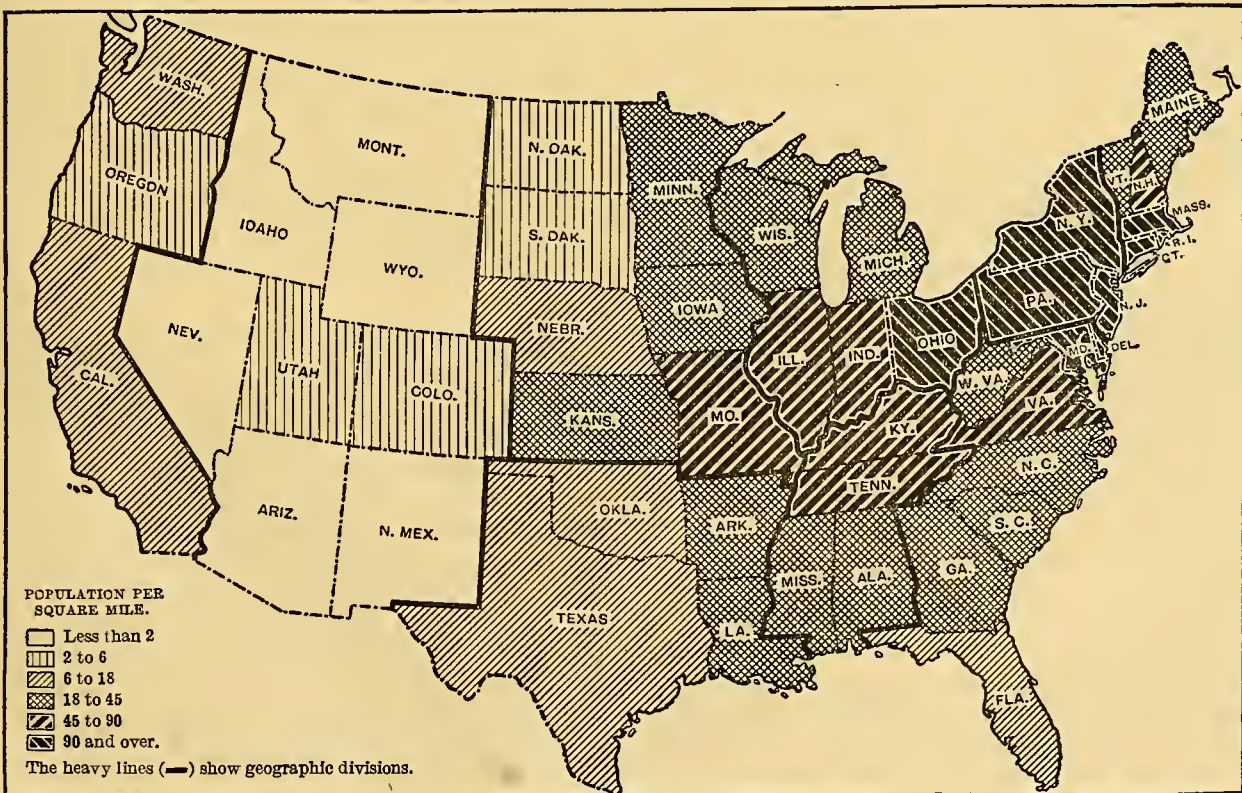 WASH.
OREGON
CAL.
IDAHO
NEV.
MONT.
WYO.
UTAH
COLO.
ARIZ.
N. MEX.
N. DAK.
S. DAK.
NEBR.
KANS.
OKLA.
TEXAS
MINN.
IOWA
MO.
ARK.
LA.
WIS.
MICH.
ILL.
IND.
OHIO
KY.
TENN.
MISS.
ALA.
GA.
FLA.
S. C.
N. C.
VA.
W. VA.
MD.
DEL.
PA.
N. J.
N. Y.
CT.
R. I.
MASS.
VT.
N.H.
MAINE
POPULATION PER
SQUARE MILE.
Less than 2
2 to 6
6 to 18
18 to 45
45 to 90
90 and over.
The heavy lines (━) show geographic divisions.